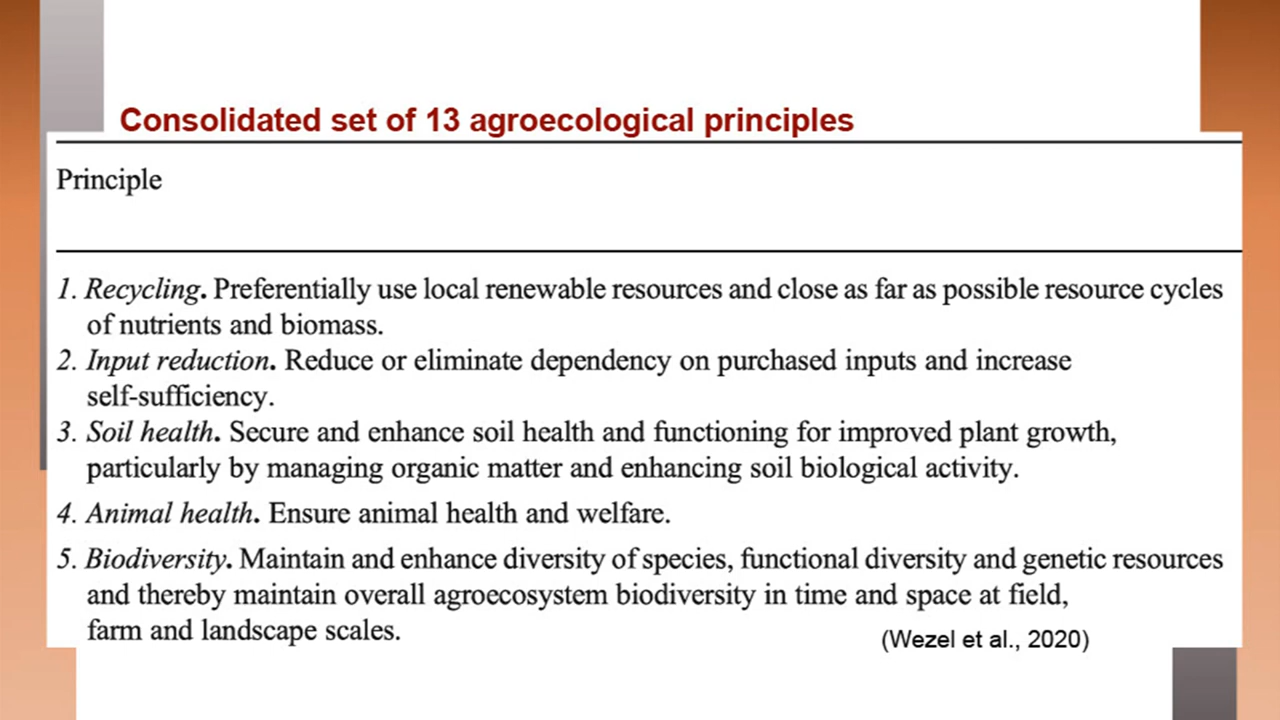 Consolidated set of 13 agroecological principles
Principle
1. Recycling. Preferentially use local renewable resources and close as far as possible resource cycles
of nutrients and biomass.
2. Input reduction. Reduce or eliminate dependency on purchased inputs and increase
self-sufficiency.
3. Soil health. Secure and enhance soil health and functioning for improved plant growth,
particularly by managing organic matter and enhancing soil biological activity.
4. Animal health. Ensure animal health and welfare.
5. Biodiversity. Maintain and enhance diversity of species, functional diversity and genetic resources
and thereby maintain overall agroecosystem biodiversity in time and space at field,
farm and landscape scales.
(Wezel et al., 2020)